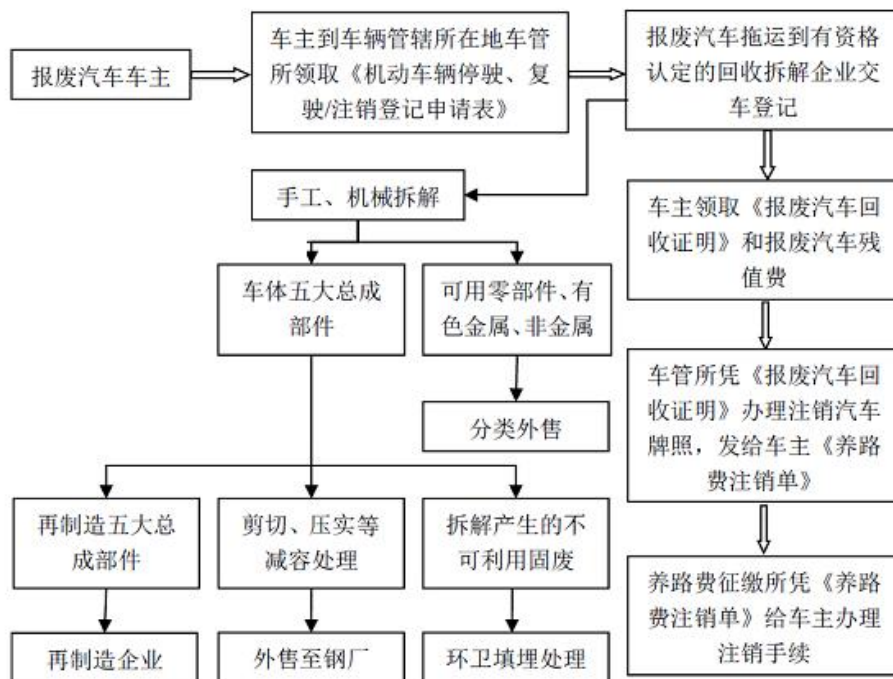 报废汽车车主
车主到车辆管辖所在地车管
所领取《机动车辆停驶、复
驶/注销登记申请表》
报废汽车拖运到有资格
认定的回收拆解企业交
车登记
手工、机械拆解
车主领取《报废汽车回
收证明》和报废汽车残
值费
车体五大总成
部件
可用零部件、有
色金属、非金属
分类外售
车管所凭《报废汽车回
收证明》办理注销汽车
牌照，发给车主《养路
费注销单》
再制造五大总
成部件
剪切、压实等
减容处理
拆解产生的不
可利用固废
养路费征缴所凭《养路
费注销单》给车主办理
注销手续
再制造企业
外售至钢厂
环卫填埋处理